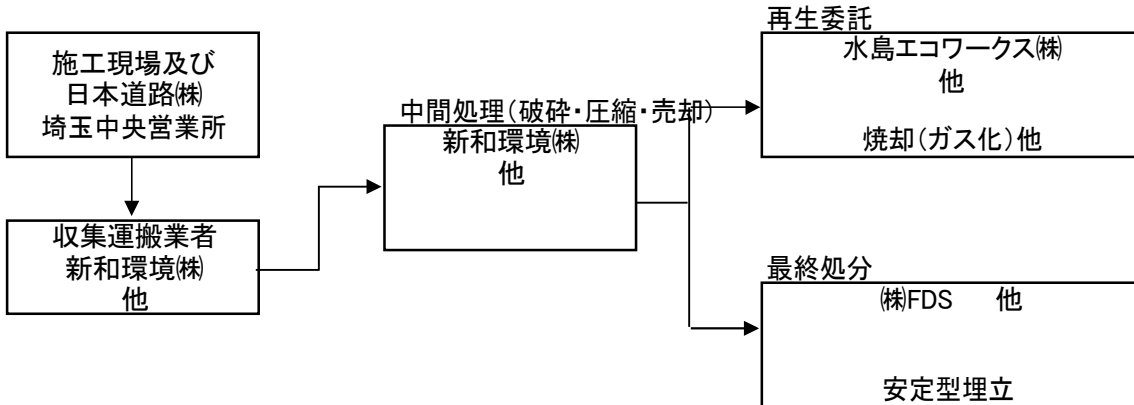 施工現場及び
日本道路㈱
埼玉中央営業所
収集運搬業者
新和環境㈱
他
中間処理(破砕・圧縮・売却)
新和環境㈱
他
再生委託
水島エコワークス㈱
他
焼却(ガス化)他
最終処分
㈱FDS　他
安定型埋立